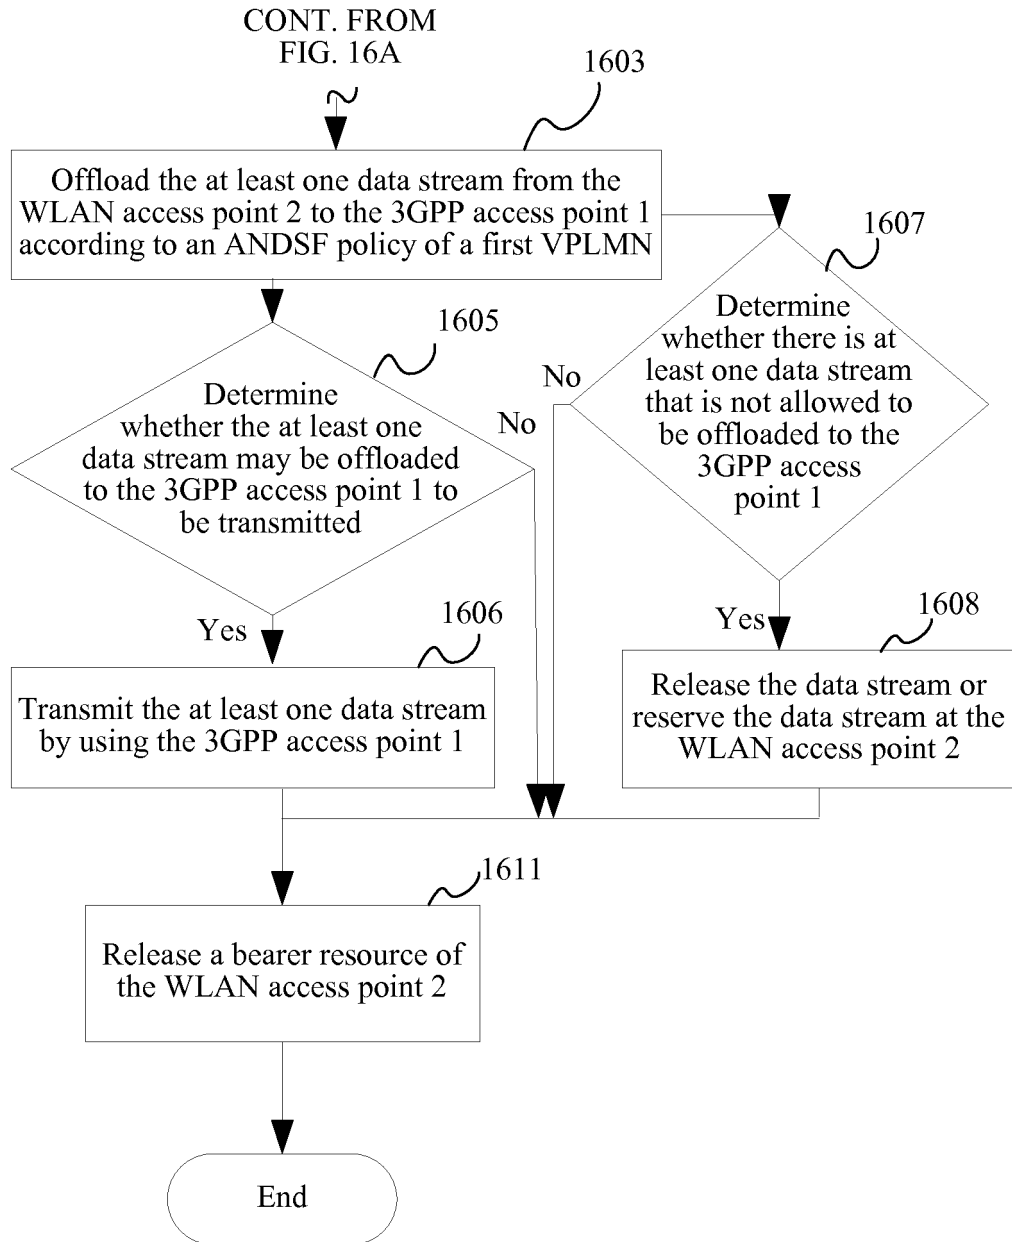 CONT. FROM
FIG. 16A
1603
Offload the at least one data stream from the
WLAN access point 2 to the 3GPP access point 1
according to an ANDSF policy of a first VPLMN
1607
Determine
whether there is at
least one data stream
that is not allowed to
be offloaded to the
3GPP access
point 1
No
1605
Determine
whether the at least one
data stream may be offloaded
to the 3GPP access point 1 to
be transmitted
No
Yes
1606
Transmit the at least one data stream
by using the 3GPP access point 1
Yes
1608
Release the data stream or
reserve the data stream at the
WLAN access point 2
1611
Release a bearer resource of
the WLAN access point 2
End